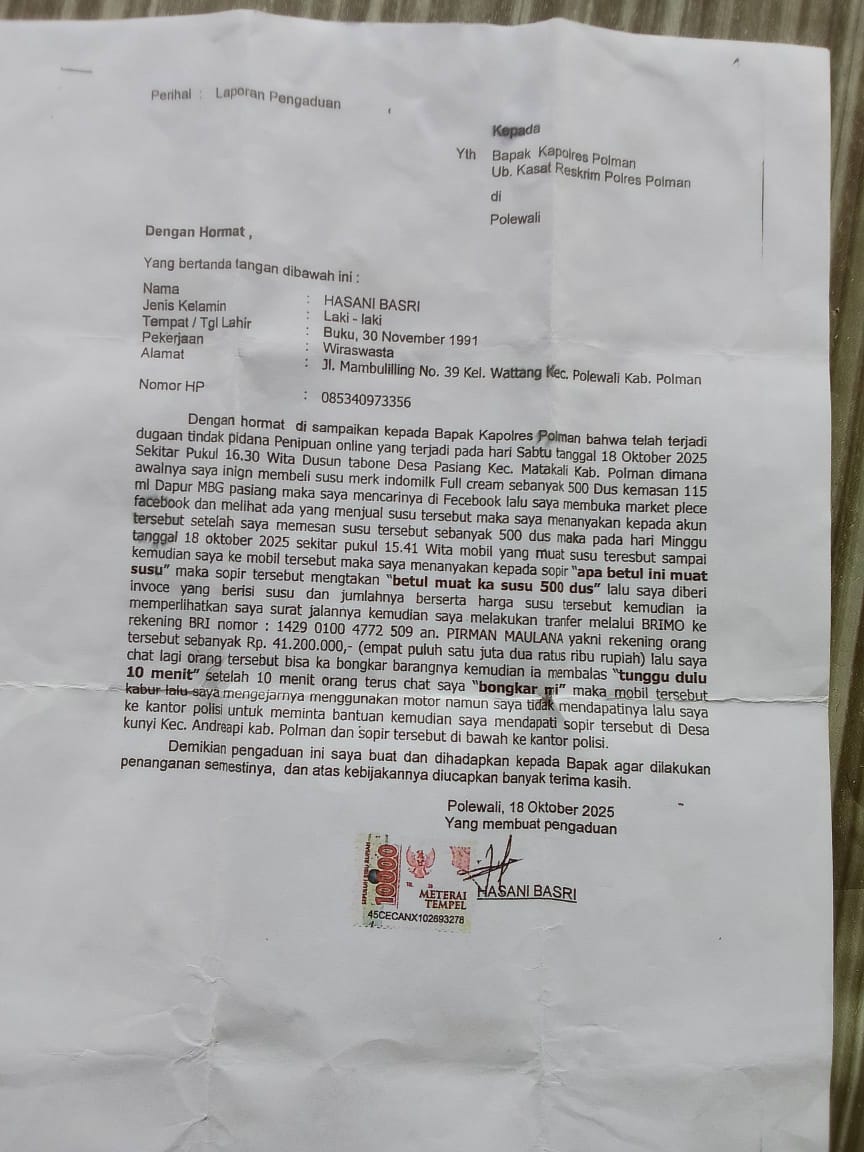 Perihal : Laporan Pengaduan
Kepada
Yth Bapak Kapolres Polman
Ub. Kasat Reskrim Polres Polman
di
Polewali
Dengan Hormat ,
Yang bertanda tangan dibawah ini :
Nama : HASANI BASRI
Jenis Kelamin : Laki - laki
Tempat / Tgl Lahir : Buku, 30 November 1991
Pekerjaan : Wiraswasta
Alamat : Jl. Mambulilling No. 39 Kel. Wattang Kec. Polewali Kab. Polman
Nomor HP : 085340973356
Dengan hormat di sampaikan kepada Bapak Kapolres Polman bahwa telah terjadi
dugaan tindak pidana Penipuan online yang terjadi pada hari Sabtu tanggal 18 Oktober 2025
Sekitar Pukul 16.30 Wita Dusun tabone Desa Pasiang Kec. Matakali Kab. Polman dimana
awalnya saya inign membeli susu merk indomilk Full cream sebanyak 500 Dus kemasan 115
ml Dapur MBG pasiang maka saya mencarinya di Fecebook lalu saya membuka market plece
facebook dan melihat ada yang menjual susu tersebut maka saya menanyakan kepada akun
tersebut setelah saya memesan susu tersebut sebanyak 500 dus maka pada hari Minggu
tanggal 18 oktober 2025 sekitar pukul 15.41 Wita mobil yang muat susu teresbut sampai
kemudian saya ke mobil tersebut maka saya menanyakan kepada sopir "apa betul ini muat
susu" maka sopir tersebut mengtakan "betul muat ka susu 500 dus" lalu saya diberi
invoce yang berisi susu dan jumlahnya berserta harga susu tersebut kemudian ia
memperlihatkan saya surat jalannya kemudian saya melakukan tranfer melalui BRIMO ke
rekening BRI nomor : 1429 0100 4772 509 an. PIRMAN MAULANA yakni rekening orang
tersebut sebanyak Rp. 41.200.000,- (empat puluh satu juta dua ratus ribu rupiah) lalu saya
chat lagi orang tersebut bisa ka bongkar barangnya kemudian ia membalas "tunggu dulu
10 menit" setelah 10 menit orang terus chat saya "bongkar mi" maka mobil tersebut
kabur lalu saya mengejarnya menggunakan motor namun saya tidak mendapatinya lalu saya
ke kantor polisi untuk meminta bantuan kemudian saya mendapati sopir tersebut di Desa
kunyi Kec. Andreapi kab. Polman dan sopir tersebut di bawah ke kantor polisi.
Demikian pengaduan ini saya buat dan dihadapkan kepada Bapak agar dilakukan
penanganan semestinya, dan atas kebijakannya diucapkan banyak terima kasih.
Polewali, 18 Oktober 2025
Yang membuat pengaduan
10000
METERAI
TEMPEL
45CECANX102693278
HASANI BASRI